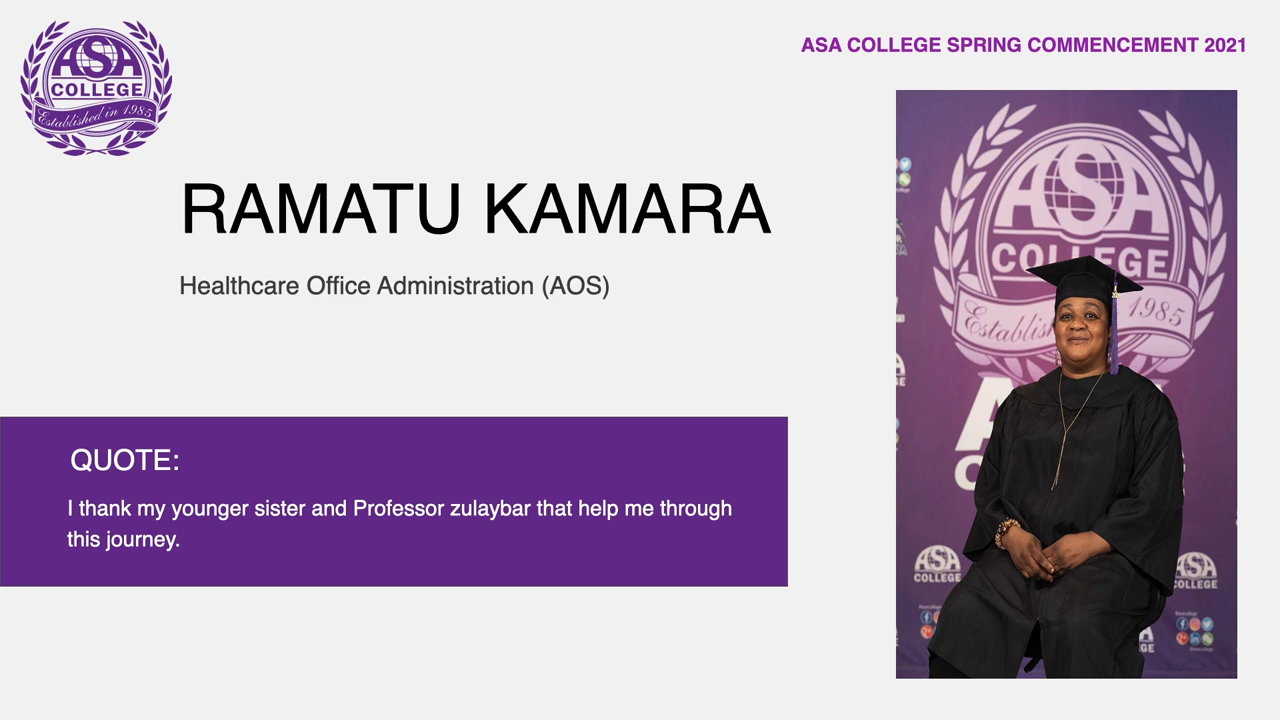 ASA
COLLEGE
Established in 1985
ASA COLLEGE SPRING COMMENCEMENT 2021
RAMATU KAMARA
Healthcare Office Administration (AOS)
QUOTE:
I thank my younger sister and Professor zulaybar that help me through
this journey.
ASA
COLLEGE
1985
ASA
COLLEGE
ASA
COLLEGE